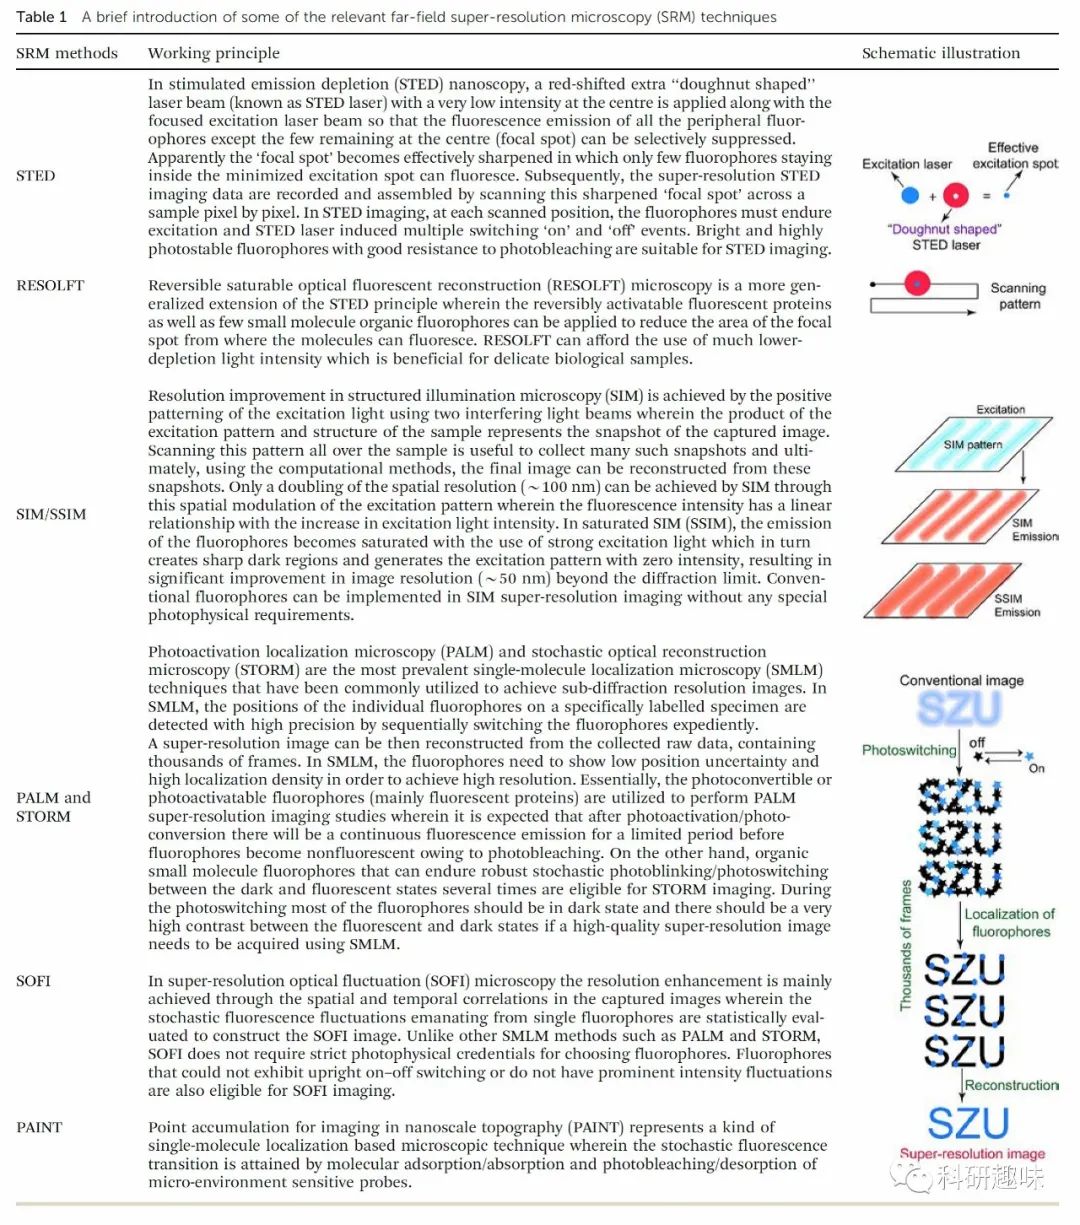 Table 1 A brief introduction of some of the relevant far-field super-resolution microscopy (SRM) techniques
SRM methods Working principle Schematic illustration
STED
In stimulated emission depletion (STED) nanoscopy, a red-shifted extra “doughnut shaped”
laser beam (known as STED laser) with a very low intensity at the centre is applied along with the
focused excitation laser beam so that the fluorescence emission of all the peripheral fluor-
ophores except the few remaining at the centre (focal spot) can be selectively suppressed.
Apparently the ‘focal spot’ becomes effectively sharpened in which only few fluorophores staying
inside the minimized excitation spot can fluoresce. Subsequently, the super-resolution STED
imaging data are recorded and assembled by scanning this sharpened ‘focal spot’ across a
sample pixel by pixel. In STED imaging, at each scanned position, the fluorophores must endure
excitation and STED laser induced multiple switching ‘on’ and ‘off’ events. Bright and highly
photostable fluorophores with good resistance to photobleaching are suitable for STED imaging.
Excitation laser
Effective
excitation spot
+ =
“Doughnut shaped”
STED laser
RESOLFT
Reversible saturable optical fluorescent reconstruction (RESOLFT) microscopy is a more gen-
eralized extension of the STED principle wherein the reversibly activatable fluorescent proteins
as well as few small molecule organic fluorophores can be applied to reduce the area of the focal
spot from where the molecules can fluoresce. RESOLFT can afford the use of much lower-
depletion light intensity which is beneficial for delicate biological samples.
Scanning
pattern
SIM/SSIM
Resolution improvement in structured illumination microscopy (SIM) is achieved by the positive
patterning of the excitation light using two interfering light beams wherein the product of the
excitation pattern and structure of the sample represents the snapshot of the captured image.
Scanning this pattern all over the sample is useful to collect many such snapshots and ulti-
mately, using the computational methods, the final image can be reconstructed from these
snapshots. Only a doubling of the spatial resolution (~100 nm) can be achieved by SIM through
this spatial modulation of the excitation pattern wherein the fluorescence intensity has a linear
relationship with the increase in excitation light intensity. In saturated SIM (SSIM), the emission
of the fluorophores becomes saturated with the use of strong excitation light which in turn
creates sharp dark regions and generates the excitation pattern with zero intensity, resulting in
significant improvement in image resolution (~50 nm) beyond the diffraction limit. Conven-
tional fluorophores can be implemented in SIM super-resolution imaging without any special
photophysical requirements.
Excitation
SIM pattern
SIM
Emission
SSIM
Emission
PALM and
STORM
Photoactivation localization microscopy (PALM) and stochastic optical reconstruction
microscopy (STORM) are the most prevalent single-molecule localization microscopy (SMLM)
techniques that have been commonly utilized to achieve sub-diffraction resolution images. In
SMLM, the positions of the individual fluorophores on a specifically labelled specimen are
detected with high precision by sequentially switching the fluorophores expediently.
A super-resolution image can be then reconstructed from the collected raw data, containing
thousands of frames. In SMLM, the fluorophores need to show low position uncertainty and
high localization density in order to achieve high resolution. Essentially, the photoconvertible or
photoactivatable fluorophores (mainly fluorescent proteins) are utilized to perform PALM
super-resolution imaging studies wherein it is expected that after photoactivation/photo-
conversion there will be a continuous fluorescence emission for a limited period before
fluorophores become nonfluorescent owing to photobleaching. On the other hand, organic
small molecule fluorophores that can endure robust stochastic photoblinking/photoswitching
between the dark and fluorescent states several times are eligible for STORM imaging. During
the photoswitching most of the fluorophores should be in dark state and there should be a very
high contrast between the fluorescent and dark states if a high-quality super-resolution image
needs to be acquired using SMLM.
SOFI
In super-resolution optical fluctuation (SOFI) microscopy the resolution enhancement is mainly
achieved through the spatial and temporal correlations in the captured images wherein the
stochastic fluorescence fluctuations emanating from single fluorophores are statistically eval-
uated to construct the SOFI image. Unlike other SMLM methods such as PALM and STORM,
SOFI does not require strict photophysical credentials for choosing fluorophores. Fluorophores
that could not exhibit upright on–off switching or do not have prominent intensity fluctuations
are also eligible for SOFI imaging.
PAINT
Point accumulation for imaging in nanoscale topography (PAINT) represents a kind of
single-molecule localization based microscopic technique wherein the stochastic fluorescence
transition is attained by molecular adsorption/absorption and photobleaching/desorption of
micro-environment sensitive probes.
Conventional image
SZU
Photoswitching
off
On
SZU
SZU
SZU
Thousands of frames
Localization of
fluorophores
SZU
SZU
SZU
Reconstruction
SZU
Super-resolution image
科研趣味